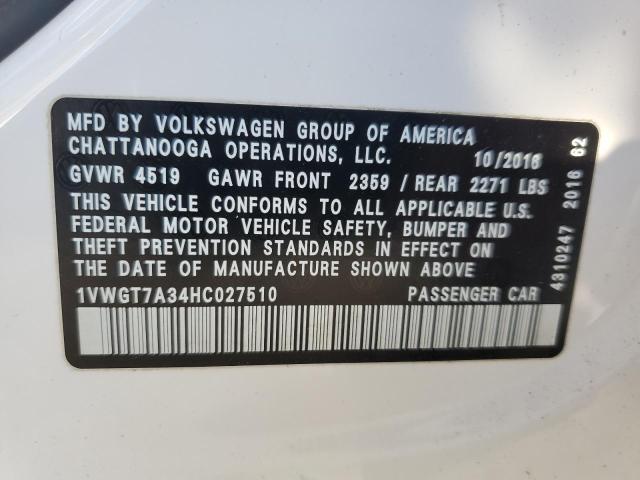 MFD BY VOLKSWAGEN GROUP OF AMERICA
CHATTANOOGA OPERATIONS, LLC. 10/2016
GVWR 4519 GAWR FRONT 2359 / REAR 2271 LBS
THIS VEHICLE CONFORMS TO ALL APPLICABLE U.S.
FEDERAL MOTOR VEHICLE SAFETY, BUMPER AND
THEFT PREVENTION STANDARDS IN EFFECT ON
THE DATE OF MANUFACTURE SHOWN ABOVE
1VWGT7A34HC027510 PASSENGER CAR
4310247 2016 62